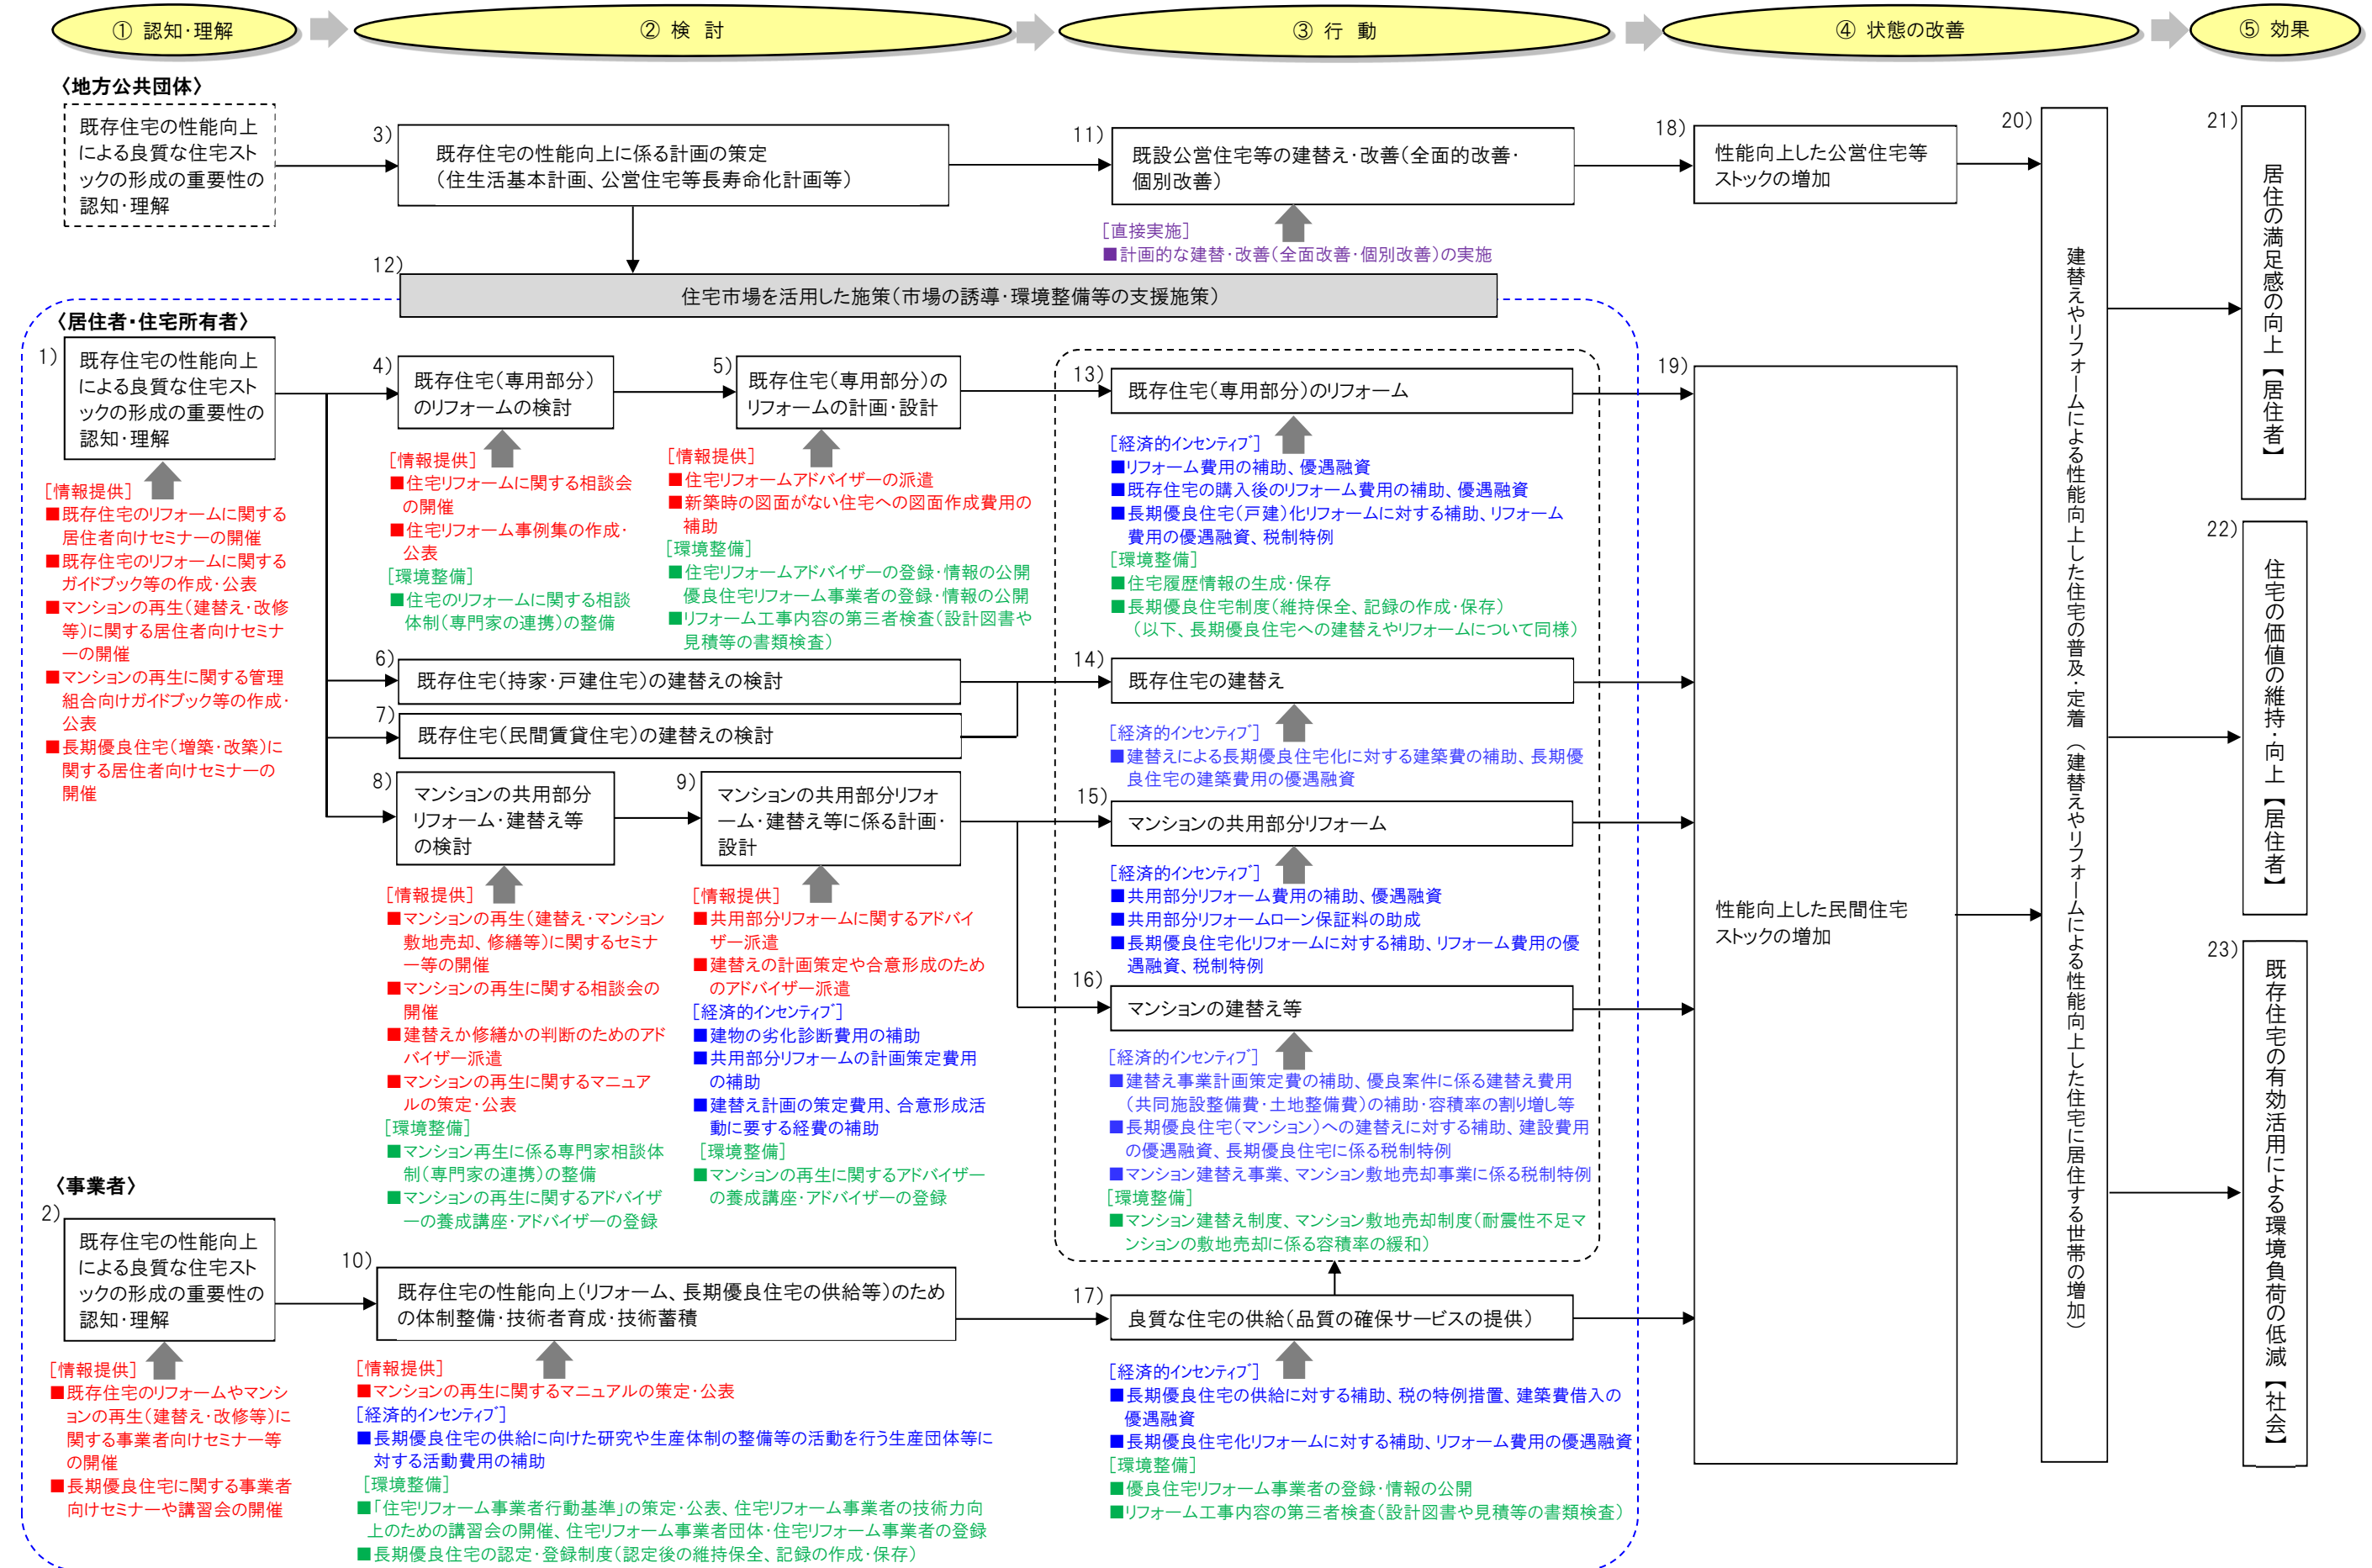 ① 認知・理解
② 検 討
③ 行 動
④ 状態の改善
⑤ 効果
〈地方公共団体〉
既存住宅の性能向上
による良質な住宅スト
ックの形成の重要性の
認知・理解
3)
既存住宅の性能向上に係る計画の策定
（住生活基本計画、公営住宅等長寿命化計画等）
11)
既設公営住宅等の建替え・改善（全面的改善・
個別改善）
[直接実施]
■計画的な建替・改善（全面改善・個別改善）の実施
18)
性能向上した公営住宅等
ストックの増加
12)
住宅市場を活用した施策（市場の誘導・環境整備等の支援施策）
〈居住者・住宅所有者〉
1)
既存住宅の性能向上
による良質な住宅スト
ックの形成の重要性の
認知・理解
[情報提供]
■既存住宅のリフォームに関する
居住者向けセミナーの開催
■既存住宅のリフォームに関する
ガイドブック等の作成・公表
■マンションの再生（建替え・改修
等）に関する居住者向けセミナ
ーの開催
■マンションの再生に関する管理
組合向けガイドブック等の作成・
公表
■長期優良住宅（増築・改築）に
関する居住者向けセミナーの
開催
4)
既存住宅（専用部分）
のリフォームの検討
[情報提供]
■住宅リフォームに関する相談会
の開催
■住宅リフォーム事例集の作成・
公表
[環境整備]
■住宅のリフォームに関する相談
体制（専門家の連携）の整備
5)
既存住宅（専用部分）の
リフォームの計画・設計
[情報提供]
■住宅リフォームアドバイザーの派遣
■新築時の図面がない住宅への図面作成費用の
補助
[環境整備]
■住宅リフォームアドバイザーの登録・情報の公開
優良住宅リフォーム事業者の登録・情報の公開
■リフォーム工事内容の第三者検査（設計図書や
見積等の書類検査）
13)
既存住宅（専用部分）のリフォーム
[経済的インセンティブ]
■リフォーム費用の補助、優遇融資
■既存住宅の購入後のリフォーム費用の補助、優遇融資
■長期優良住宅（戸建）化リフォームに対する補助、リフォーム
費用の優遇融資、税制特例
[環境整備]
■住宅履歴情報の生成・保存
■長期優良住宅制度（維持保全、記録の作成・保存）
（以下、長期優良住宅への建替えやリフォームについて同様）
6)
既存住宅（持家・戸建住宅）の建替えの検討
7)
既存住宅（民間賃貸住宅）の建替えの検討
14)
既存住宅の建替え
[経済的インセンティブ]
■建替えによる長期優良住宅化に対する建築費の補助、長期優
良住宅の建築費用の優遇融資
8)
マンションの共用部分
リフォーム・建替え等
の検討
[情報提供]
■マンションの再生（建替え・マンション
敷地売却、修繕等）に関するセミナ
ー等の開催
■マンションの再生に関する相談会の
開催
■建替えか修繕かの判断のためのアド
バイザー派遣
■マンションの再生に関するマニュア
ルの策定・公表
[環境整備]
■マンション再生に係る専門家相談体
制（専門家の連携）の整備
■マンションの再生に関するアドバイザ
ーの養成講座・アドバイザーの登録
9)
マンションの共用部分リフォ
ーム・建替え等に係る計画・
設計
[情報提供]
■共用部分リフォームに関するアドバイ
ザー派遣
■建替えの計画策定や合意形成のため
のアドバイザー派遣
[経済的インセンティブ]
■建物の劣化診断費用の補助
■共用部分リフォームの計画策定費用
の補助
■建替え計画の策定費用、合意形成活
動に要する経費の補助
[環境整備]
■マンションの再生に関するアドバイザー
の養成講座・アドバイザーの登録
15)
マンションの共用部分リフォーム
[経済的インセンティブ]
■共用部分リフォーム費用の補助、優遇融資
■共用部分リフォームローン保証料の助成
■長期優良住宅化リフォームに対する補助、リフォーム費用の優
遇融資、税制特例
16)
マンションの建替え等
[経済的インセンティブ]
■建替え事業計画策定費の補助、優良案件に係る建替え費用
（共同施設整備費・土地整備費）の補助・容積率の割り増し等
■長期優良住宅（マンション）への建替えに対する補助、建設費用
の優遇融資、長期優良住宅に係る税制特例
■マンション建替え事業、マンション敷地売却事業に係る税制特例
[環境整備]
■マンション建替え制度、マンション敷地売却制度（耐震性不足マ
ンションの敷地売却に係る容積率の緩和）
〈事業者〉
2)
既存住宅の性能向上
による良質な住宅スト
ックの形成の重要性の
認知・理解
[情報提供]
■既存住宅のリフォームやマンシ
ョンの再生（建替え・改修等）に
関する事業者向けセミナー等
の開催
■長期優良住宅に関する事業者
向けセミナーや講習会の開催
10)
既存住宅の性能向上（リフォーム、長期優良住宅の供給等）のため
の体制整備・技術者育成・技術蓄積
[情報提供]
■マンションの再生に関するマニュアルの策定・公表
[経済的インセンティブ]
■長期優良住宅の供給に向けた研究や生産体制の整備等の活動を行う生産団体等に
対する活動費用の補助
[環境整備]
■「住宅リフォーム事業者行動基準」の策定・公表、住宅リフォーム事業者の技術力向
上のための講習会の開催、住宅リフォーム事業者団体・住宅リフォーム事業者の登録
■長期優良住宅の認定・登録制度（認定後の維持保全、記録の作成・保存）
17)
良質な住宅の供給（品質の確保サービスの提供）
[経済的インセンティブ]
■長期優良住宅の供給に対する補助、税の特例措置、建築費借入の
優遇融資
■長期優良住宅化リフォームに対する補助、リフォーム費用の優遇融資
[環境整備]
■優良住宅リフォーム事業者の登録・情報の公開
■リフォーム工事内容の第三者検査（設計図書や見積等の書類検査）
19)
性能向上した民間住宅
ストックの増加
20)
建替えやリフォームによる性能向上した住宅の普及・定着（建替えやリフォームによる性能向上した住宅に居住する世帯の増加）
21)
居住の満足感の向上【居住者】
22)
住宅の価値の維持・向上【居住者】
23)
既存住宅の有効活用による環境負荷の低減【社会】